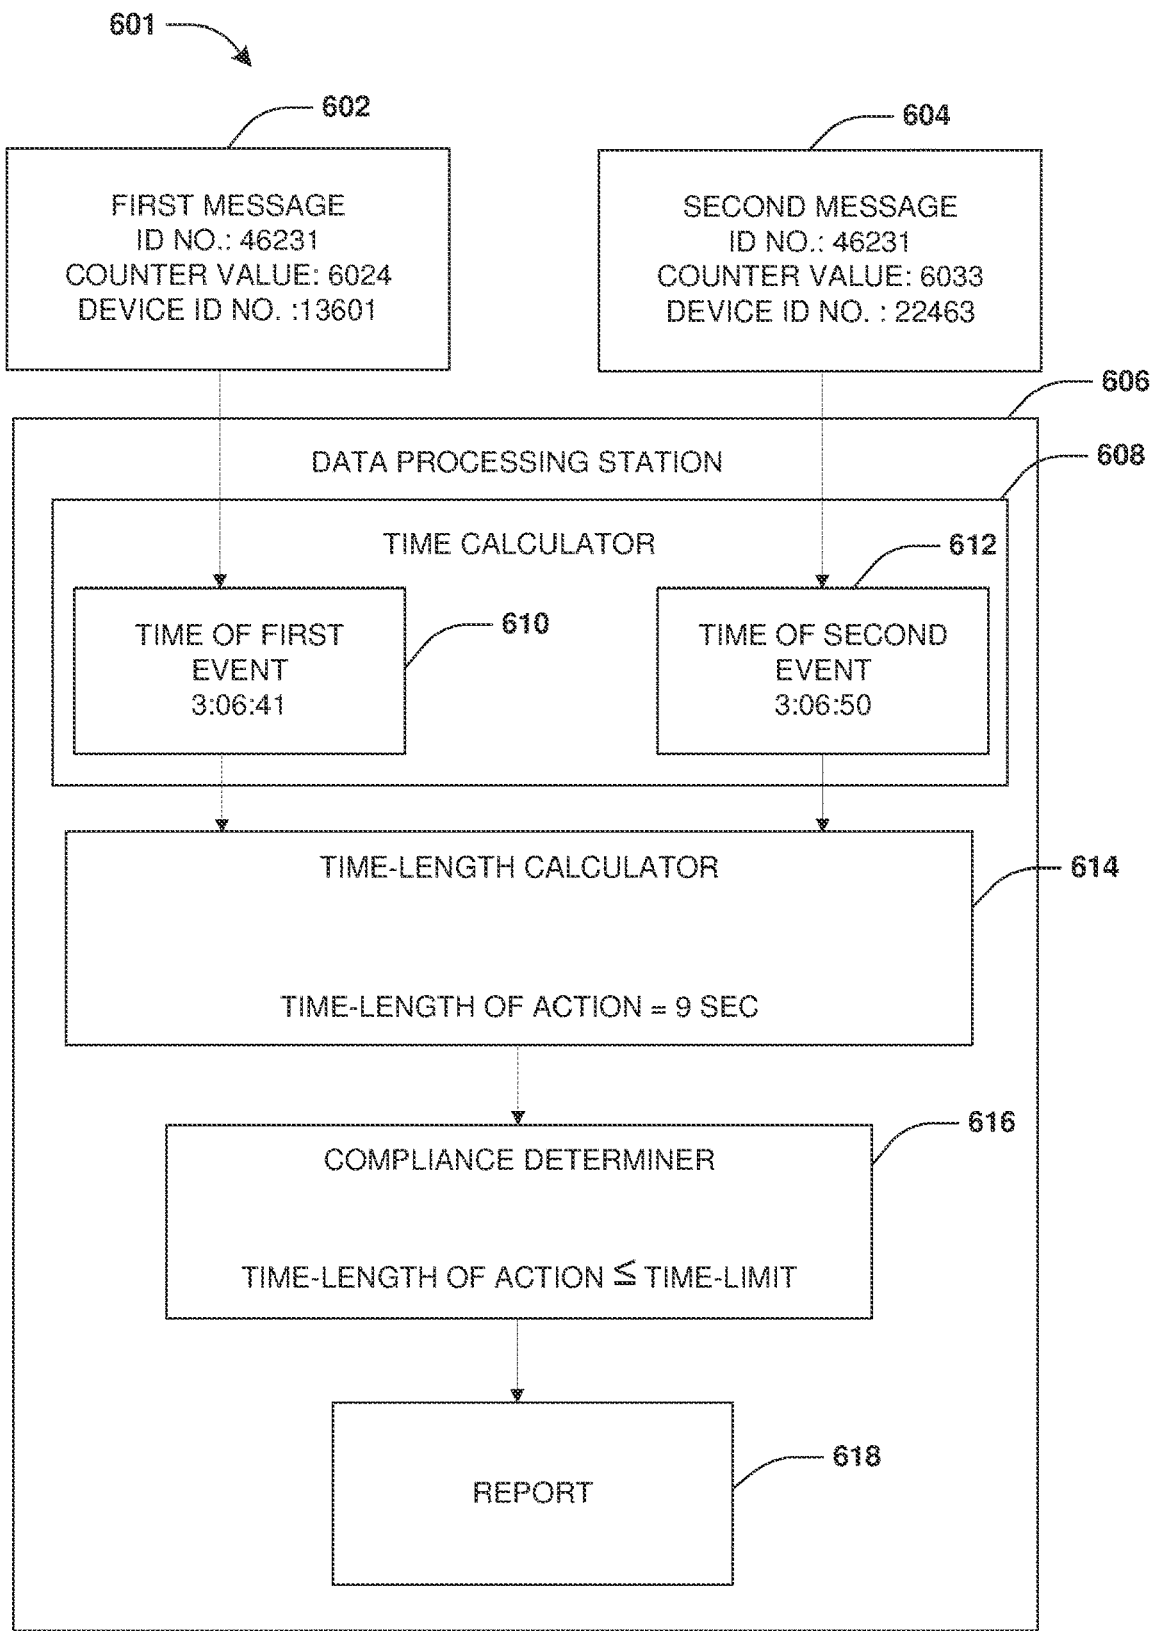 601
602
604
FIRST MESSAGE
ID NO.: 46231
COUNTER VALUE: 6024
DEVICE ID NO. :13601
SECOND MESSAGE
ID NO.: 46231
COUNTER VALUE: 6033
DEVICE ID NO. : 22463
606
DATA PROCESSING STATION
608
TIME CALCULATOR
612
TIME OF FIRST
EVENT
3:06:41
610
TIME OF SECOND
EVENT
3:06:50
TIME-LENGTH CALCULATOR
614
TIME-LENGTH OF ACTION = 9 SEC
616
COMPLIANCE DETERMINER
TIME-LENGTH OF ACTION ≤ TIME-LIMIT
618
REPORT